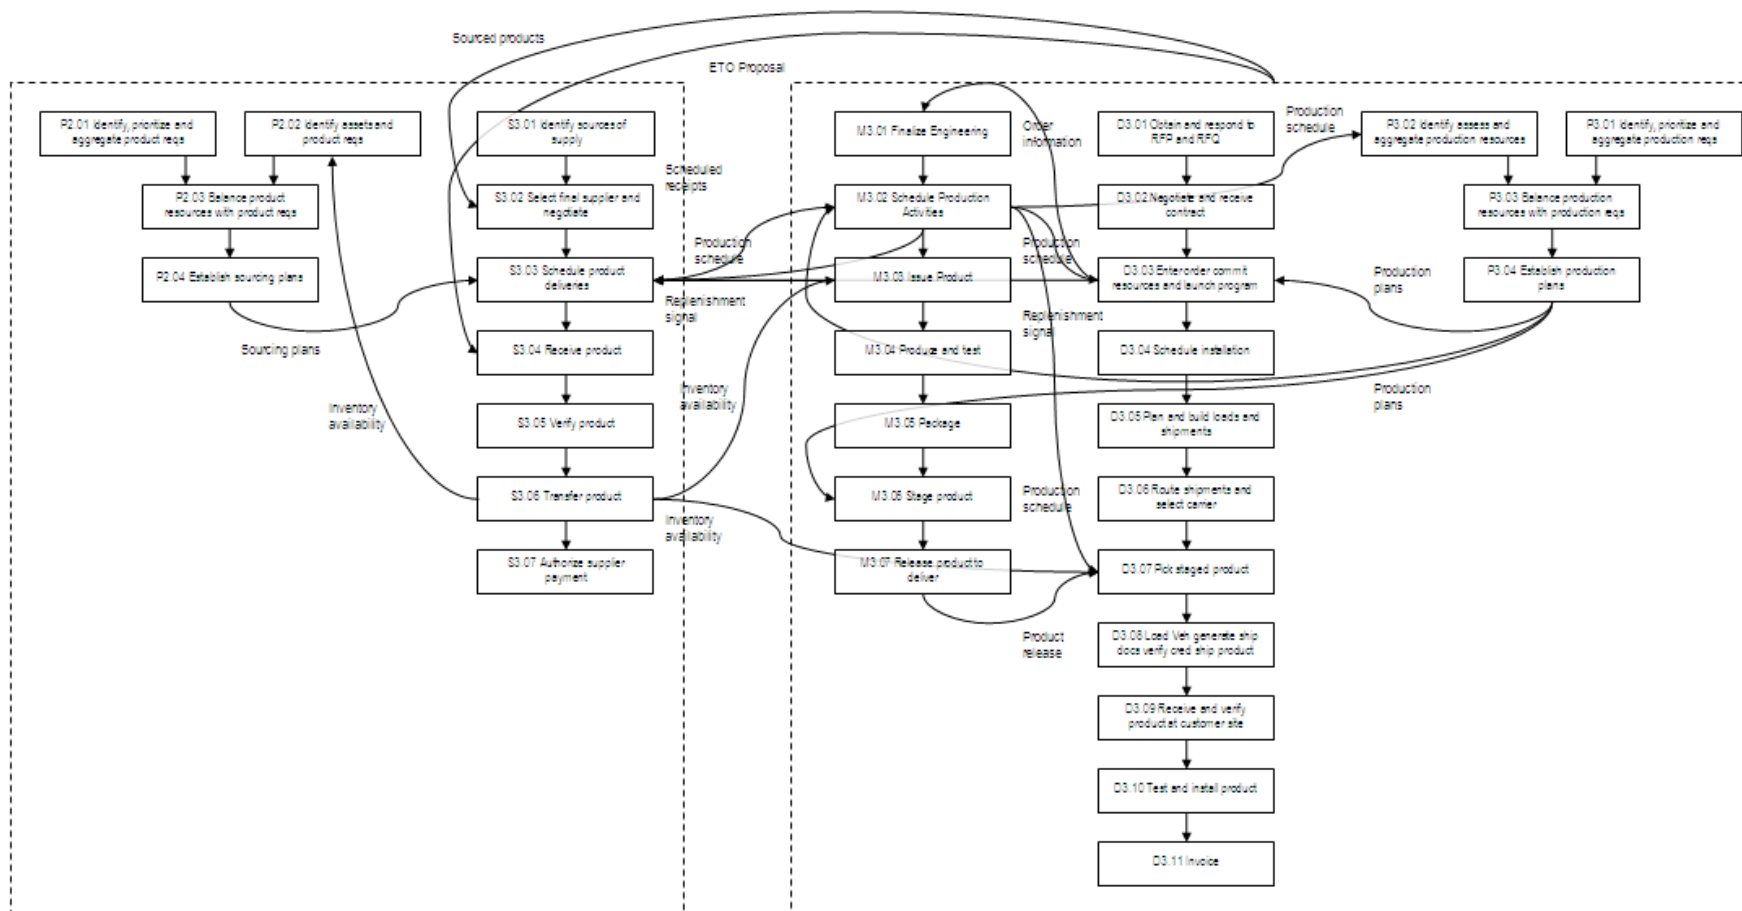 Sourced products
ETO Proposal
P2.01 Identify, prioritize and
aggregate product reqs
P2.02 Identify assets and
product reqs
S3.01 Identify sources of
supply
M3.01 Finalize Engineering
Order
information
D3.01 Obtain and respond to
RFP and RFQ
Production
schedule
P3.02 Identify assess and
aggregate production resources
P3.01 Identify, prioritize and
aggregate production reqs
Scheduled
receipts
P2.03 Balance product
resources with product reqs
S3.02 Select final supplier and
negotiate
M3.02 Schedule Production
Activities
D3.02 Negotiate and receive
contract
P3.03 Balance production
resources with production reqs
Production
schedule
Production
schedule
P2.04 Establish sourcing plans
S3.03 Schedule product
deliveries
M3.03 Issue Product
D3.03 Enter order commit
resources and launch program
Production
plans
P3.04 Establish production
plans
Replenishment
signal
Replenishment
signal
Sourcing plans
S3.04 Receive product
M3.04 Produce and test
D3.04 Schedule installation
Inventory
availability
Production
plans
Inventory
availability
S3.05 Verify product
M3.05 Package
D3.05 Plan and build loads and
shipments
S3.06 Transfer product
M3.06 Stage product
Production
schedule
D3.06 Route shipments and
select carrier
Inventory
availability
S3.07 Authorize supplier
payment
M3.07 Release product to
deliver
D3.07 Pick staged product
Product
release
D3.08 Load Veh generate ship
docs verify cred ship product
D3.09 Receive and verify
product at customer site
D3.10 Test and install product
D3.11 Invoice